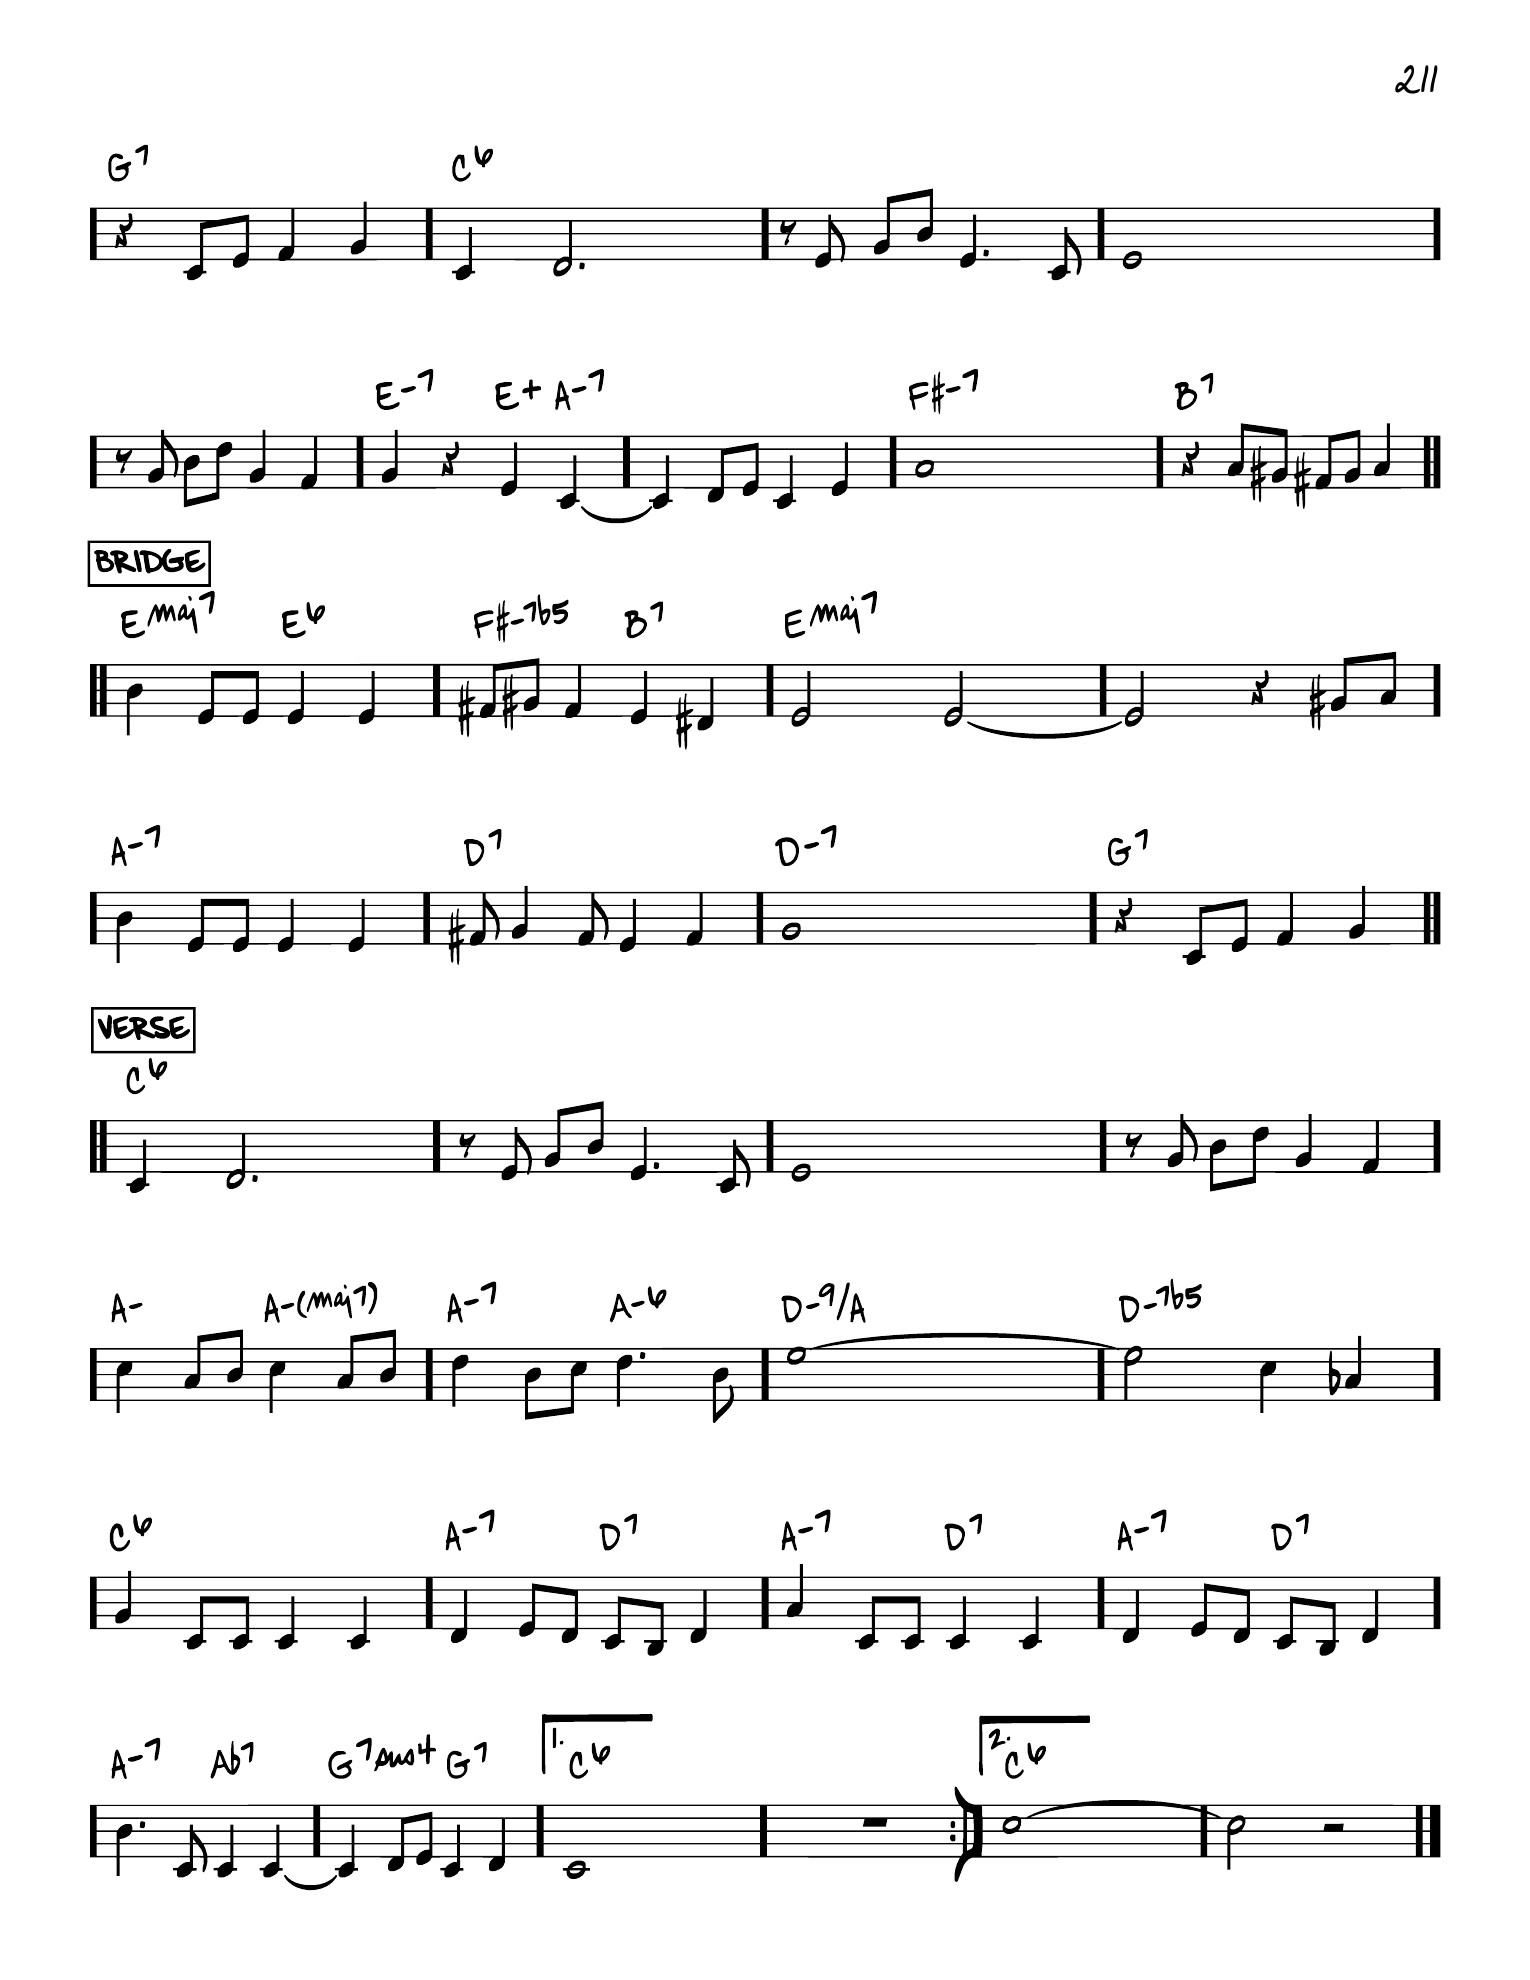 211
G7 C6
E-7 E+ A-7 F#-7 B7
BRIDGE
Emaj7 E6 F#-7b5 B7 Emaj7
A-7 D7 D-7 G7
VERSE
C6
A- A-(maj7) A-7 A-6 D-9/A D-7b5
C6 A-7 D7 A-7 D7 A-7 D7
1. 2.
A-7 Ab7 G7sus4 G7 C6 C6